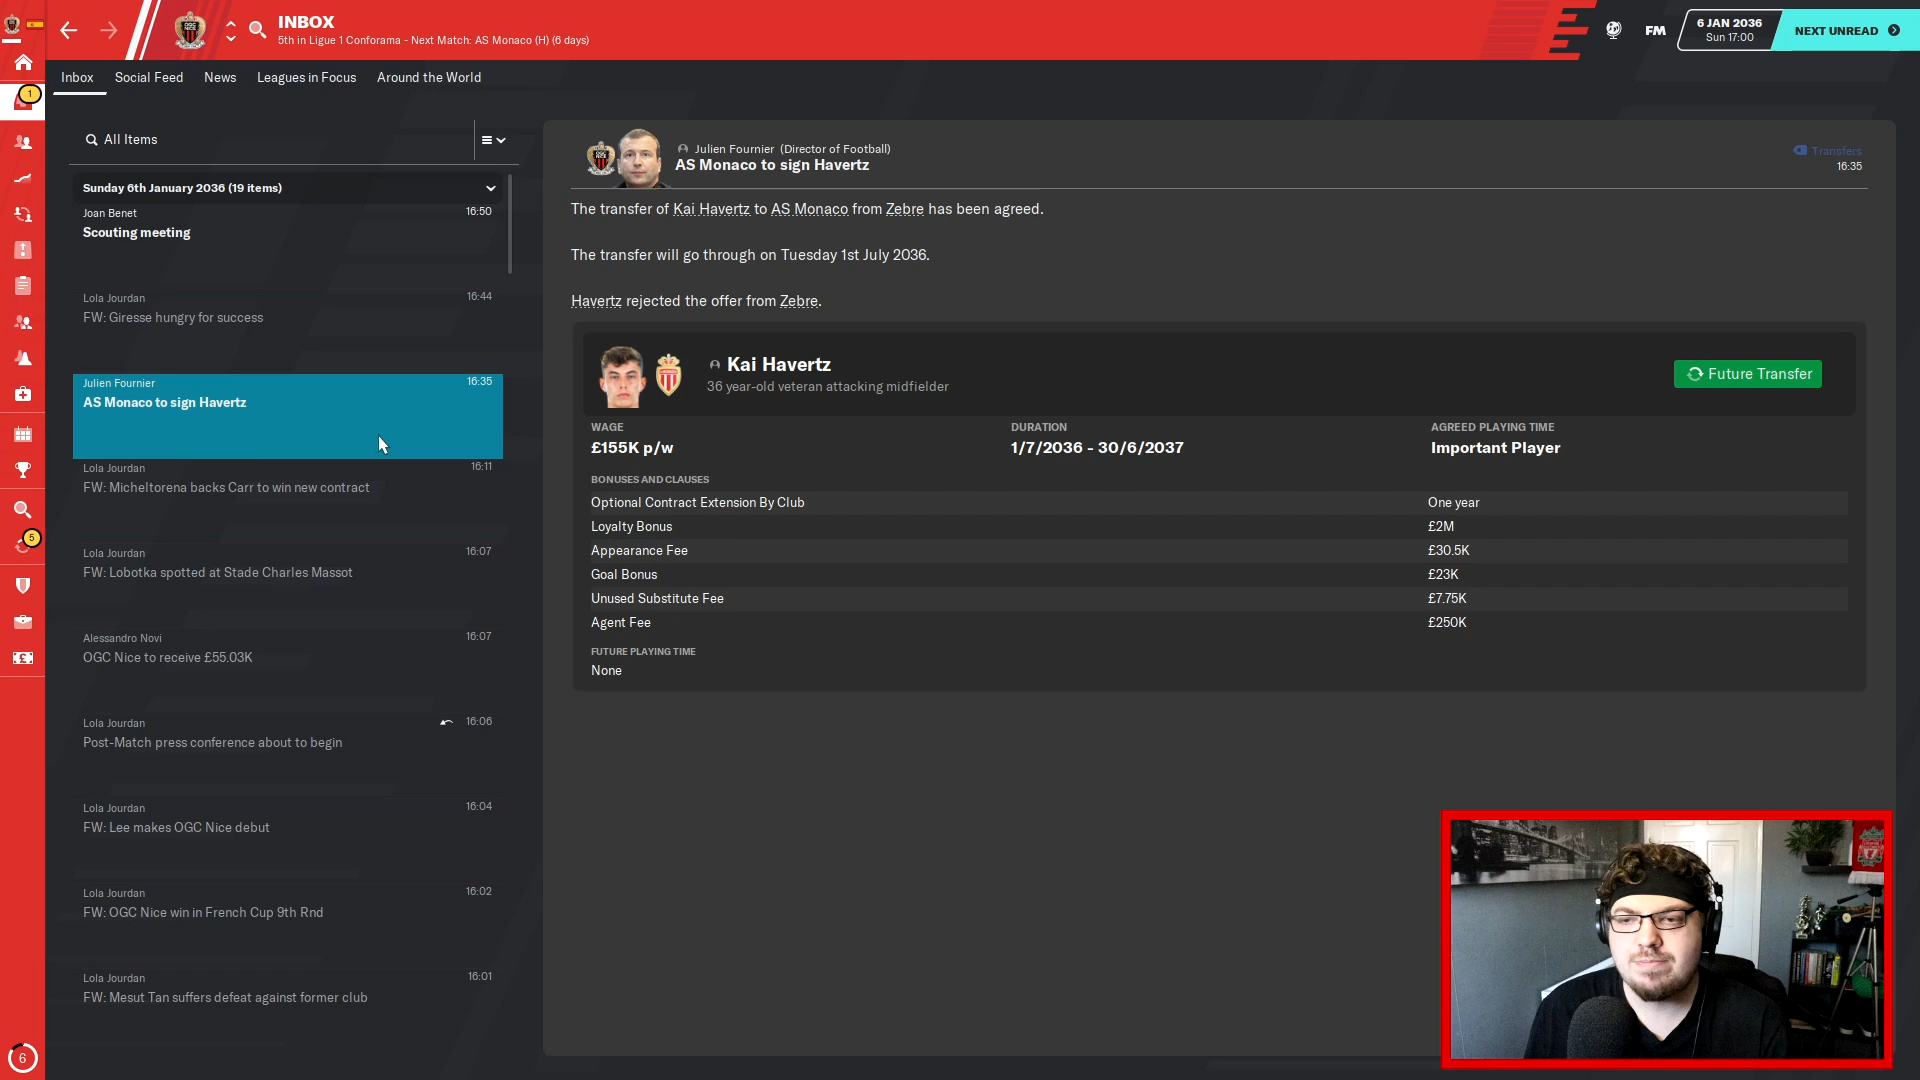 INBOX
5th in Ligue 1 Conforama - Next Match: AS Monaco (H) (6 days)
FM
6 JAN 2036
Sun 17:00
NEXT UNREAD
Inbox
Social Feed
News
Leagues in Focus
Around the World
1
5
6
All Items
Sunday 6th January 2036 (19 items)
Joan Benet
16:50
Scouting meeting
Lola Jourdan
16:44
FW: Giresse hungry for success
Julien Fournier
16:35
AS Monaco to sign Havertz
Lola Jourdan
16:11
FW: Micheltorena backs Carr to win new contract
Lola Jourdan
16:07
FW: Lobotka spotted at Stade Charles Massot
Alessandro Novi
16:07
OGC Nice to receive £55.03K
Lola Jourdan
16:06
Post-Match press conference about to begin
Lola Jourdan
16:04
FW: Lee makes OGC Nice debut
Lola Jourdan
16:02
FW: OGC Nice win in French Cup 9th Rnd
Lola Jourdan
16:01
FW: Mesut Tan suffers defeat against former club
Julien Fournier (Director of Football)
AS Monaco to sign Havertz
Transfers
16:35
The transfer of Kai Havertz to AS Monaco from Zebre has been agreed.
The transfer will go through on Tuesday 1st July 2036.
Havertz rejected the offer from Zebre.
Kai Havertz
36 year-old veteran attacking midfielder
Future Transfer
WAGE
£155K p/w
DURATION
1/7/2036 - 30/6/2037
AGREED PLAYING TIME
Important Player
BONUSES AND CLAUSES
Optional Contract Extension By Club
One year
Loyalty Bonus
£2M
Appearance Fee
£30.5K
Goal Bonus
£23K
Unused Substitute Fee
£7.75K
Agent Fee
£250K
FUTURE PLAYING TIME
None